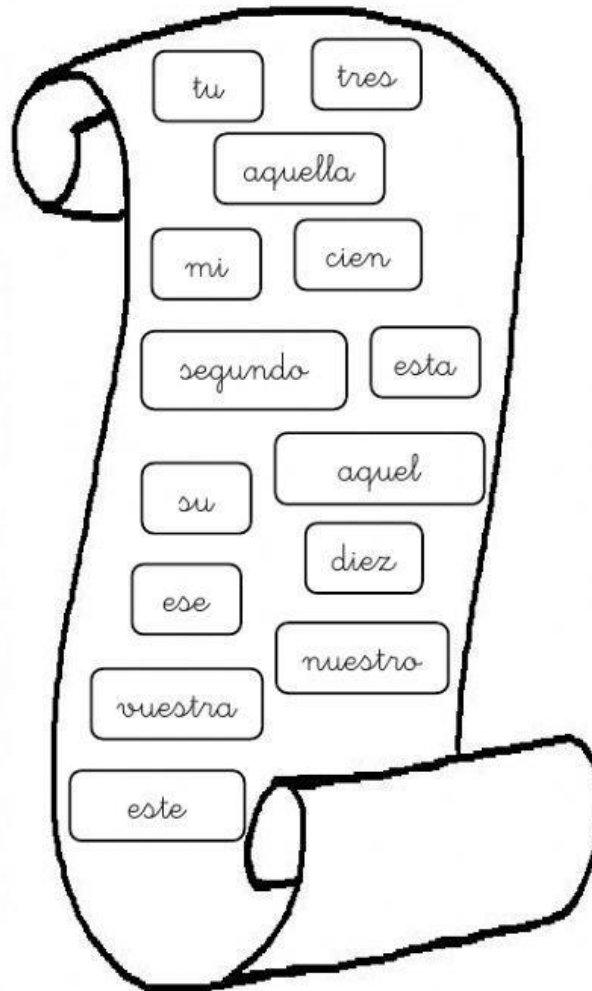 tu
tres
aquella
mi
cien
segundo
esta
aquel
su
diez
ese
nuestro
vuestra
este